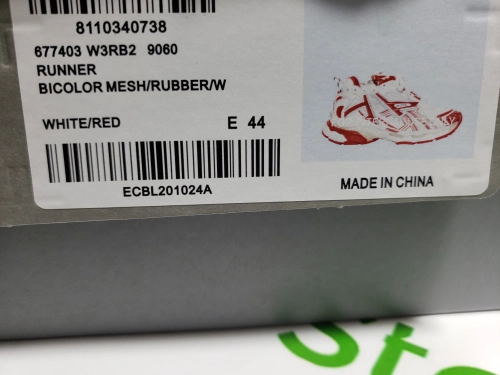 8110340738
677403 W3RB2 9060
RUNNER
BICOLOR MESH/RUBBER/W
WHITE/RED E 44
ECBL201024A
MADE IN CHINA